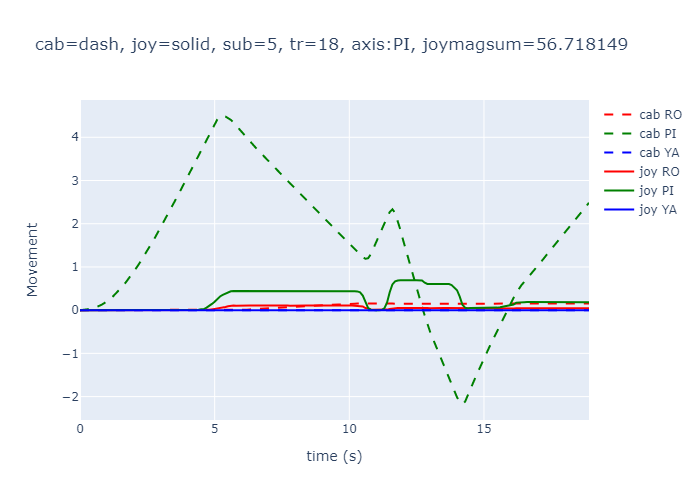 cab=dash, joy=solid, sub=5, tr=18, axis:PI, joymagsum=56.718149
cab RO
cab PI
cab YA
joy RO
joy PI
joy YA
Movement
4
3
2
1
0
−1
−2
0
5
10
15
time (s)